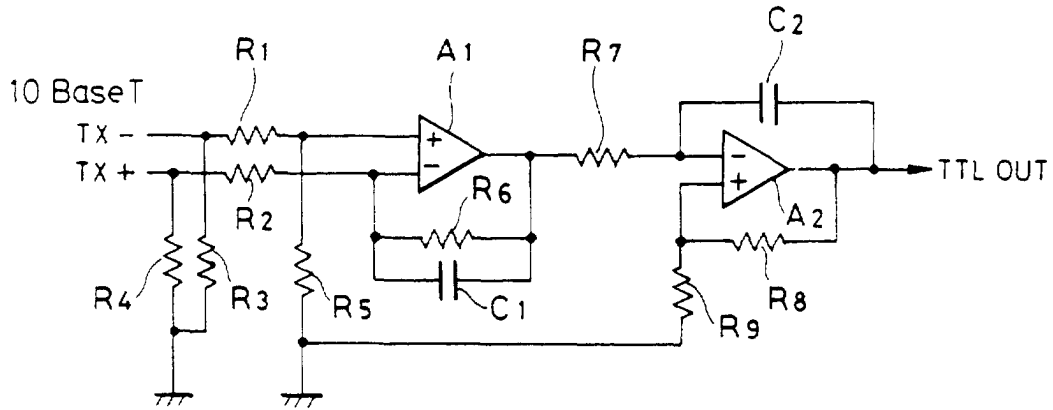 C2
R1
A1
R7
10 BaseT
TX -
TX +
+
-
-
+
TTL OUT
R2
R6
A2
R4
R3
R5
C1
R9
R8